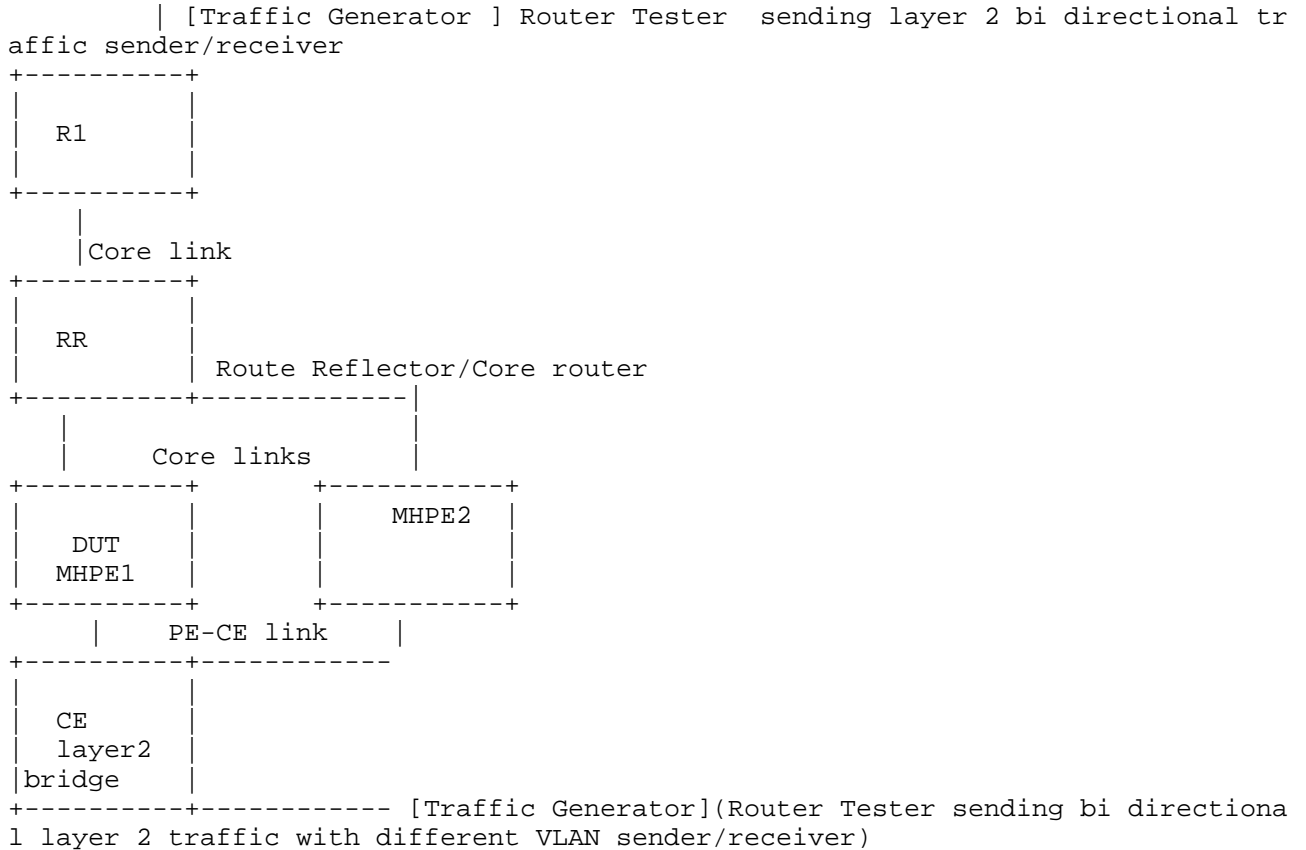 | [Traffic Generator ] Router Tester  sending layer 2 bi directional tr
affic sender/receiver
R1
Core link
RR
Route Reflector/Core router
Core links
MHPE2
DUT
MHPE1
PE-CE link
CE
layer2
bridge
[Traffic Generator](Router Tester sending bi directiona
l layer 2 traffic with different VLAN sender/receiver)